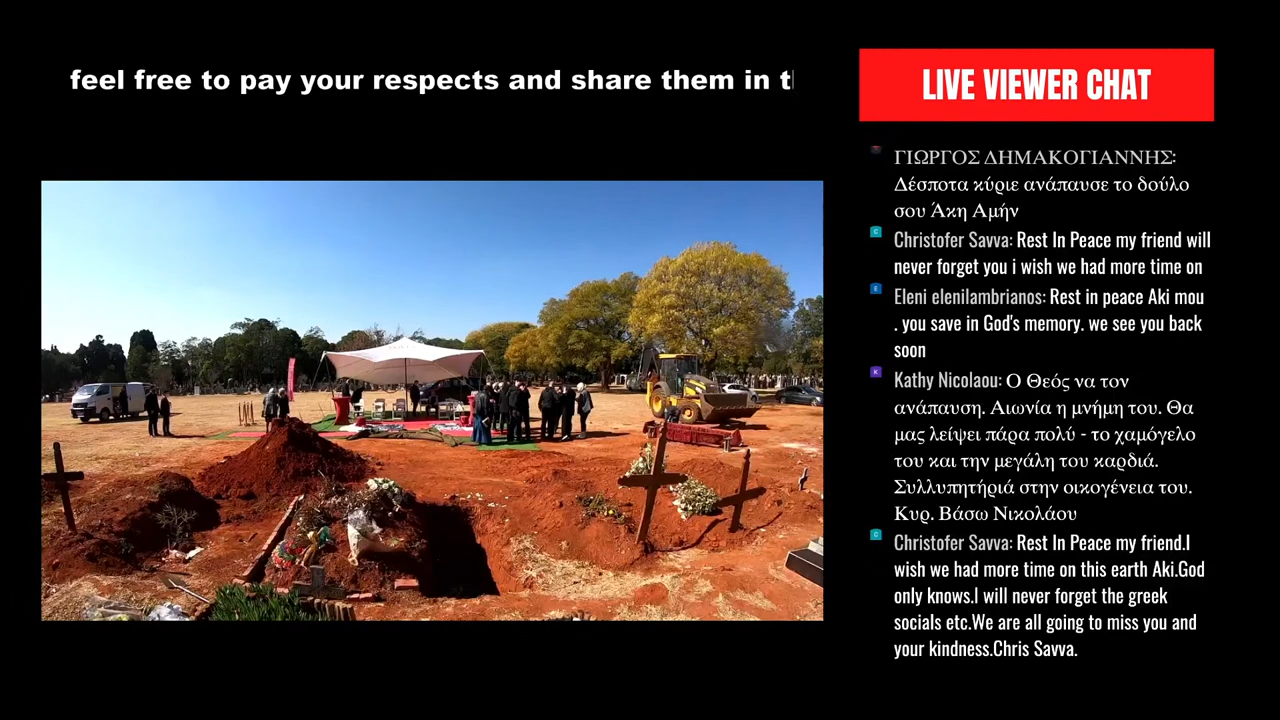 feel free to pay your respects and share them in t
LIVE VIEWER CHAT
ΓΙΩΡΓΟΣ ΔΗΜΑΚΟΓΙΑΝΝΗΣ:
Δέσποτα κύριε ανάπαυσε το δούλο
σου Άκη Αμήν
Christofer Savva: Rest In Peace my friend will
never forget you i wish we had more time on
Eleni elenilambrianos: Rest in peace Aki mou
. you save in God's memory. we see you back
soon
Kathy Nicolaou: Ο Θεός να τον
ανάπαυση. Αιωνία η μνήμη του. Θα
μας λείψει πάρα πολύ - το χαμόγελο
του και την μεγάλη του καρδιά.
Συλλυπητήριά στην οικογένεια του.
Κυρ. Βάσω Νικολάου
Christofer Savva: Rest In Peace my friend.I
wish we had more time on this earth Aki.God
only knows.I will never forget the greek
socials etc.We are all going to miss you and
your kindness.Chris Savva.